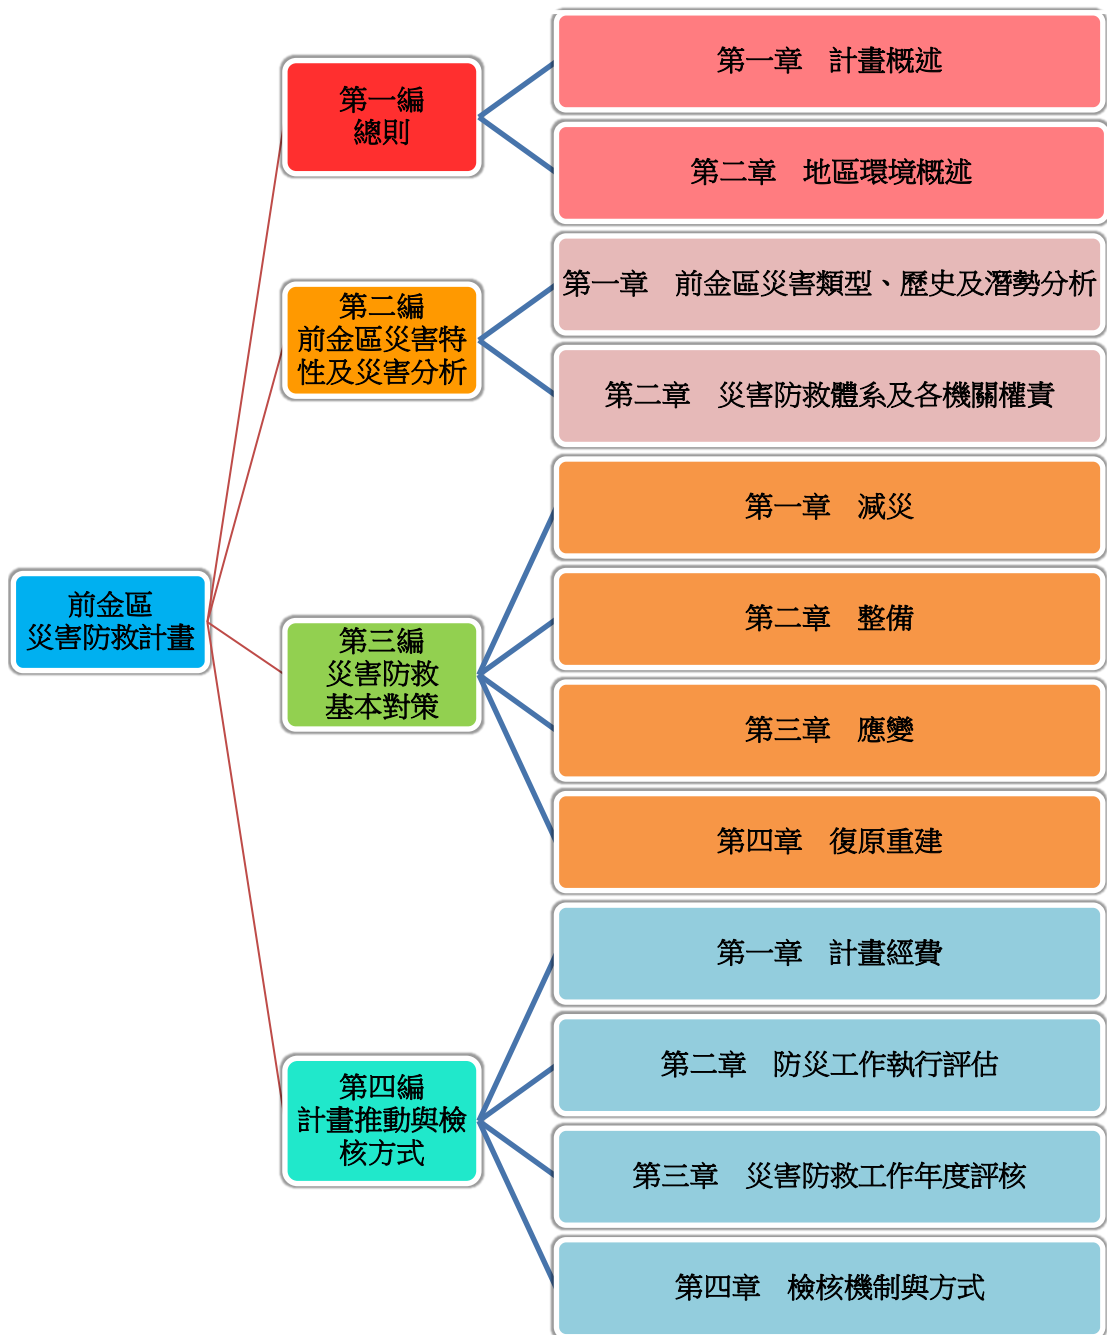 前金區
災害防救計畫
第一編
總則
第一章　計畫概述
第二章　地區環境概述
第二編
前金區災害特
性及災害分析
第一章　前金區災害類型、歷史及潛勢分析
第二章　災害防救體系及各機關權責
第三編
災害防救
基本對策
第一章　減災
第二章　整備
第三章　應變
第四章　復原重建
第四編
計畫推動與檢
核方式
第一章　計畫經費
第二章　防災工作執行評估
第三章　災害防救工作年度評核
第四章　檢核機制與方式